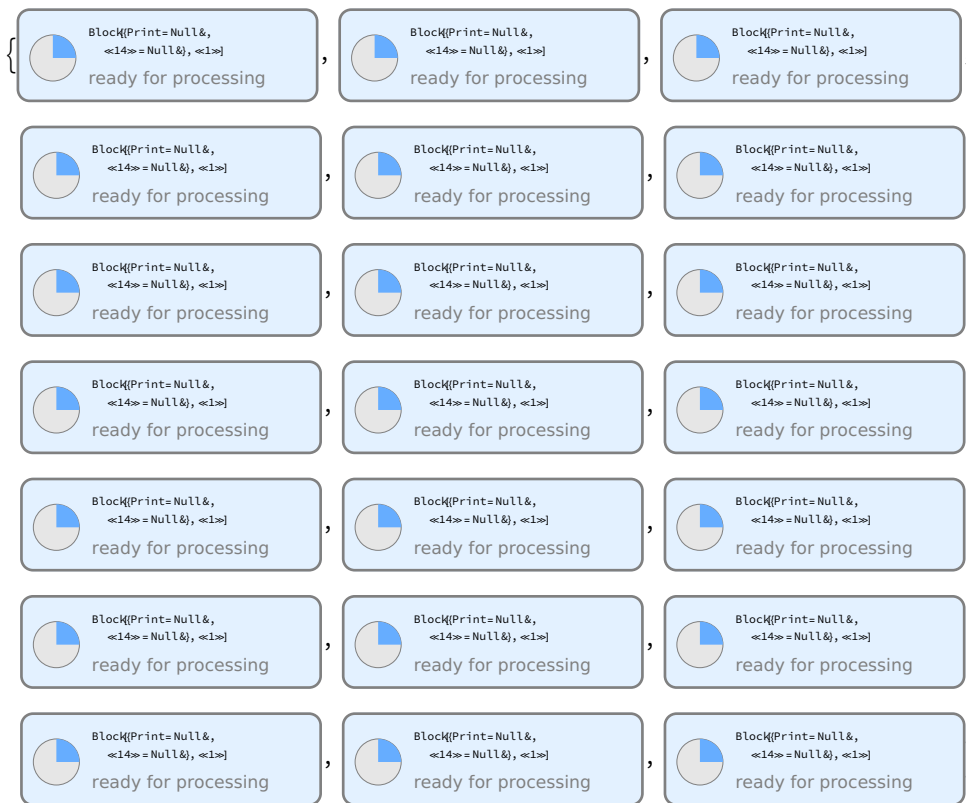 {
Block[{Print=Null&,
≪14≫=Null&},≪1≫]
ready for processing
,
Block[{Print=Null&,
≪14≫=Null&},≪1≫]
ready for processing
,
Block[{Print=Null&,
≪14≫=Null&},≪1≫]
ready for processing
Block[{Print=Null&,
≪14≫=Null&},≪1≫]
ready for processing
,
Block[{Print=Null&,
≪14≫=Null&},≪1≫]
ready for processing
,
Block[{Print=Null&,
≪14≫=Null&},≪1≫]
ready for processing
Block[{Print=Null&,
≪14≫=Null&},≪1≫]
ready for processing
,
Block[{Print=Null&,
≪14≫=Null&},≪1≫]
ready for processing
,
Block[{Print=Null&,
≪14≫=Null&},≪1≫]
ready for processing
Block[{Print=Null&,
≪14≫=Null&},≪1≫]
ready for processing
,
Block[{Print=Null&,
≪14≫=Null&},≪1≫]
ready for processing
,
Block[{Print=Null&,
≪14≫=Null&},≪1≫]
ready for processing
Block[{Print=Null&,
≪14≫=Null&},≪1≫]
ready for processing
,
Block[{Print=Null&,
≪14≫=Null&},≪1≫]
ready for processing
,
Block[{Print=Null&,
≪14≫=Null&},≪1≫]
ready for processing
Block[{Print=Null&,
≪14≫=Null&},≪1≫]
ready for processing
,
Block[{Print=Null&,
≪14≫=Null&},≪1≫]
ready for processing
,
Block[{Print=Null&,
≪14≫=Null&},≪1≫]
ready for processing
Block[{Print=Null&,
≪14≫=Null&},≪1≫]
ready for processing
,
Block[{Print=Null&,
≪14≫=Null&},≪1≫]
ready for processing
,
Block[{Print=Null&,
≪14≫=Null&},≪1≫]
ready for processing